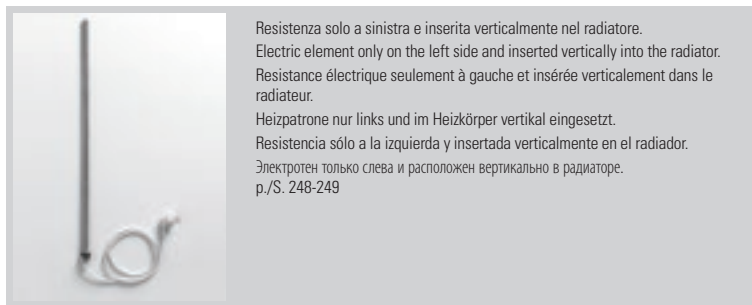 Resistenza solo a sinistra e inserita verticalmente nel radiatore.
Electric element only on the left side and inserted vertically into the radiator.
Resistance électrique seulement à gauche et insérée verticalement dans le
radiateur.
Heizpatrone nur links und im Heizkörper vertikal eingesetzt.
Resistencia sólo a la izquierda y insertada verticalmente en el radiador.
Электротен только слева и расположен вертикально в радиаторе.
p./S. 248-249